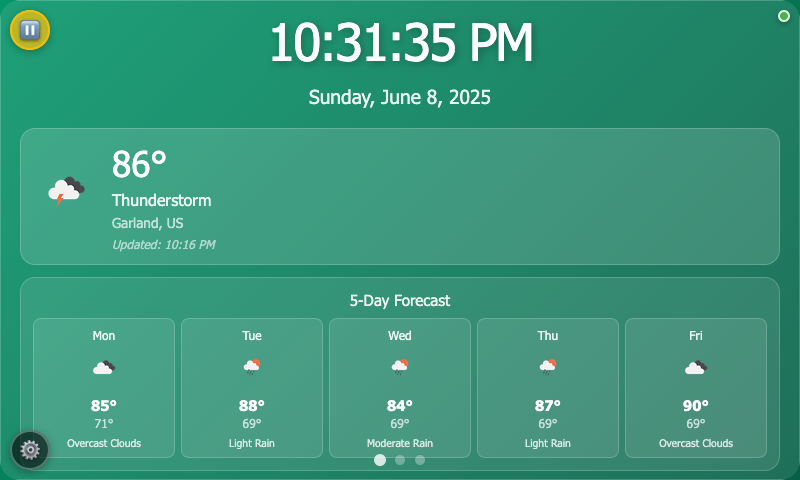 10:31:35 PM
Sunday, June 8, 2025
86°
Thunderstorm
Garland, US
Updated: 10:16 PM
5-Day Forecast
Mon
85°
71°
Overcast Clouds
Tue
88°
69°
Light Rain
Wed
84°
69°
Moderate Rain
Thu
87°
69°
Light Rain
Fri
90°
69°
Overcast Clouds